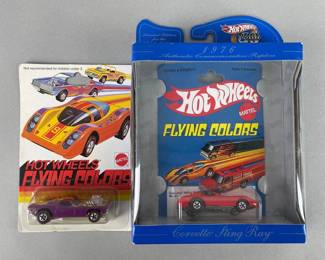 Not recommended for children under 3.
HOT WHEELS
MATTEL
FLYING COLORS
Hot Wheels
1976
Authentic Commemorative Replica
Hot Wheels
MATTEL
FLYING COLORS
Corvette Sting Ray